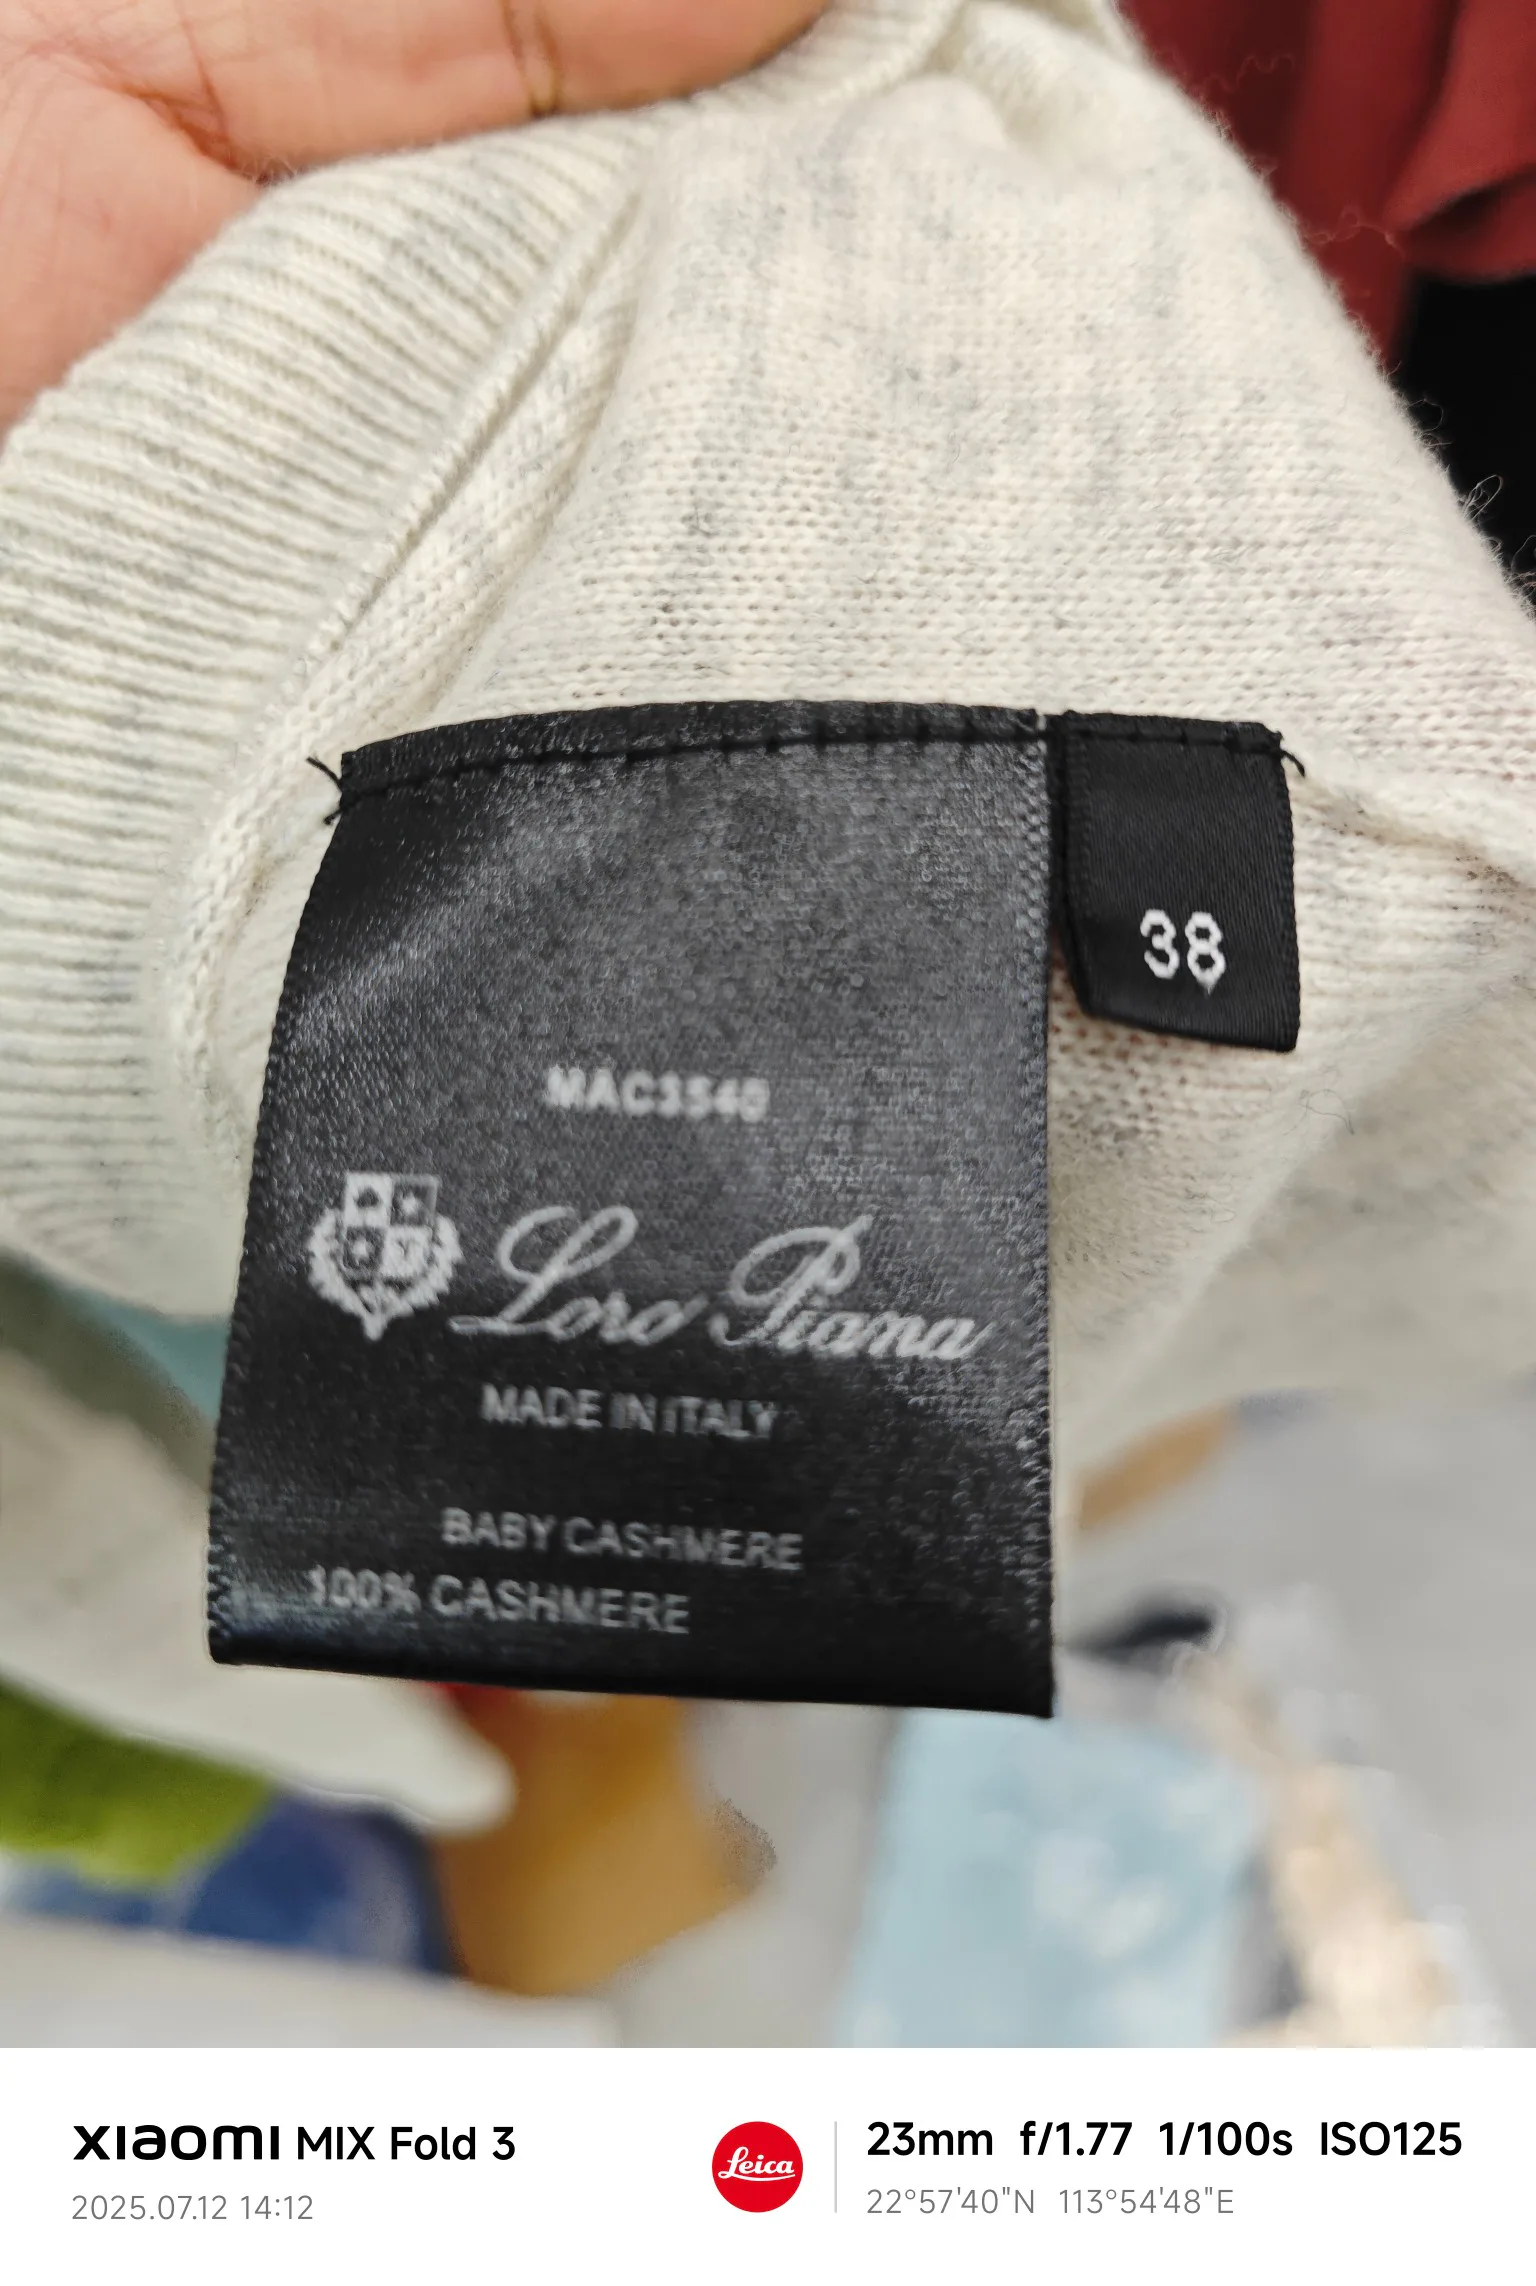 38
MAC3540
Loro Piana
MADE IN ITALY
BABY CASHMERE
100% CASHMERE
xiaomi MIX Fold 3
2025.07.12 14:12
Leica
23mm f/1.77 1/100s ISO125
22°57'40"N 113°54'48"E